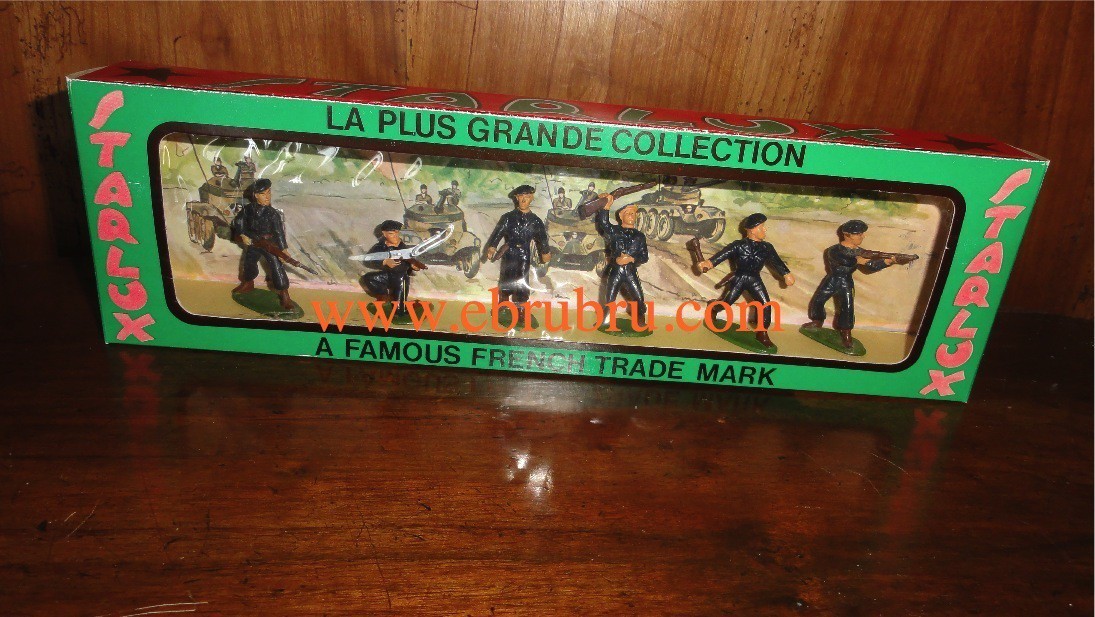 STARLUX
LA PLUS GRANDE COLLECTION
STARLUX
STARLUX
www.ebrubru.com
A FAMOUS FRENCH TRADE MARK